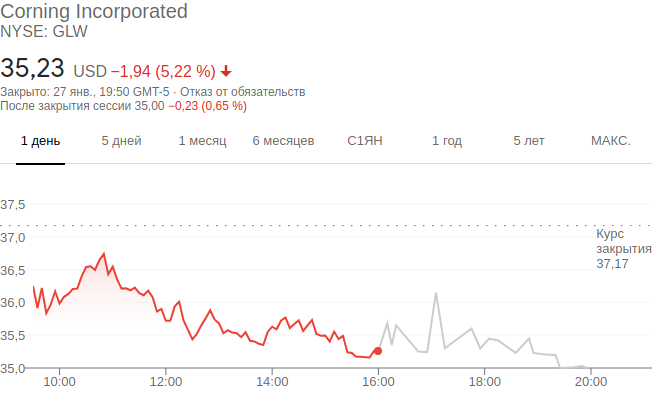 Corning Incorporated
NYSE: GLW
35,23 USD −1,94 (5,22 %)
Закрыто: 27 янв., 19:50 GMT-5 · Отказ от обязательств
После закрытия сессии 35,00 −0,23 (0,65 %)
1 день 5 дней 1 месяц 6 месяцев С1ЯН 1 год 5 лет МАКС.
37,5
37,0
36,5
36,0
35,5
35,0
Курс
закрытия
37,17
10:00 12:00 14:00 16:00 18:00 20:00